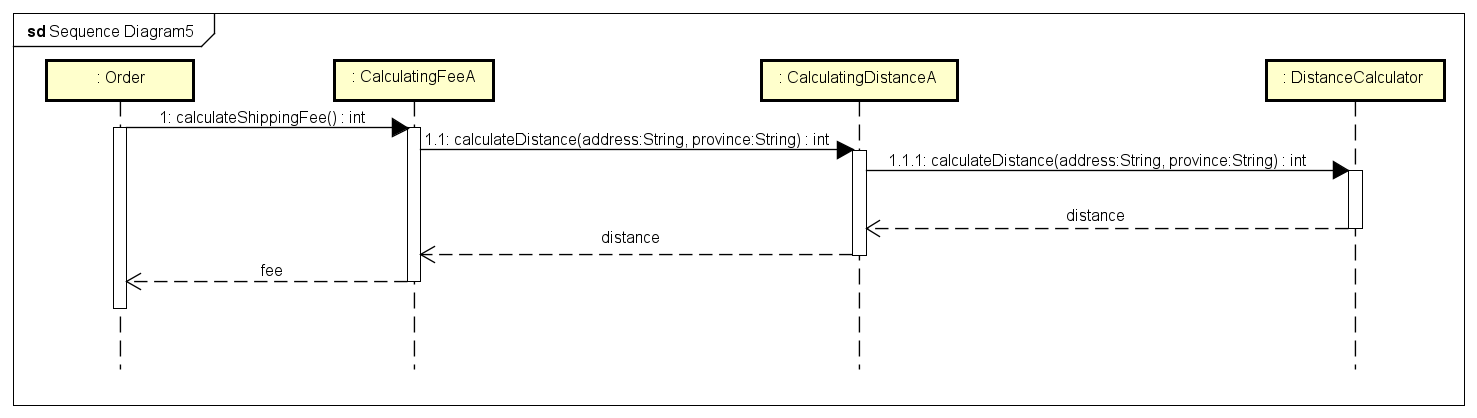 sd Sequence Diagram5
: Order
: CalculatingFeeA
: CalculatingDistanceA
: DistanceCalculator
1: calculateShippingFee() : int
1.1: calculateDistance(address:String, province:String) : int
1.1.1: calculateDistance(address:String, province:String) : int
distance
distance
fee